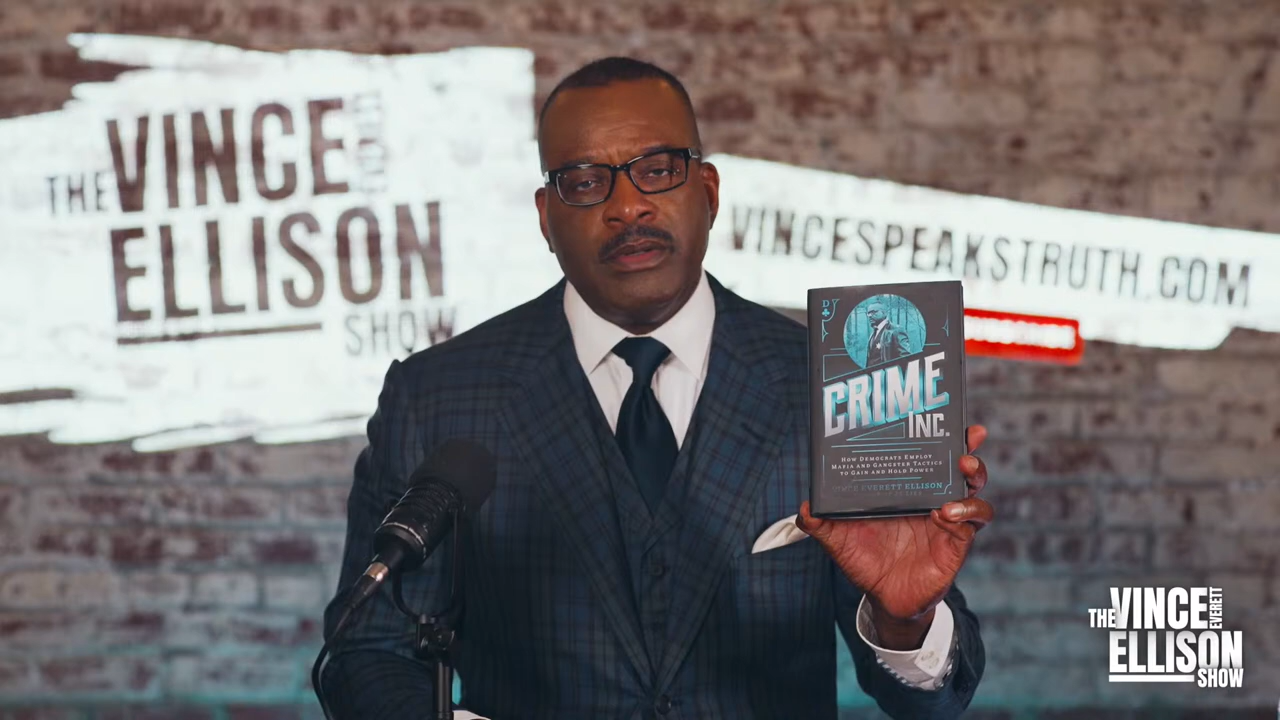 THE VINCE
EVERETT
ELLISON
SHOW
VINCESPEAKSTRUTH.COM
D
CRIME
INC.
HOW DEMOCRATS EMPLOY
MAFIA AND GANGSTER TACTICS
TO GAIN AND HOLD POWER
VINCE EVERETT ELLISON
THE VINCE
EVERETT
ELLISON
SHOW